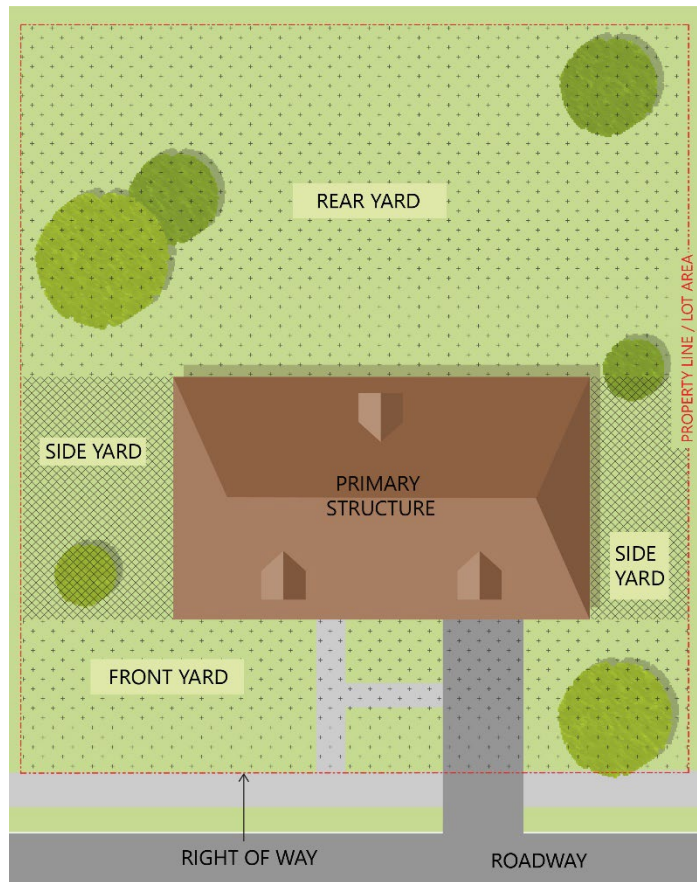 REAR YARD
PROPERTY LINE / LOT AREA
SIDE YARD
PRIMARY
STRUCTURE
SIDE
YARD
FRONT YARD
RIGHT OF WAY
ROADWAY